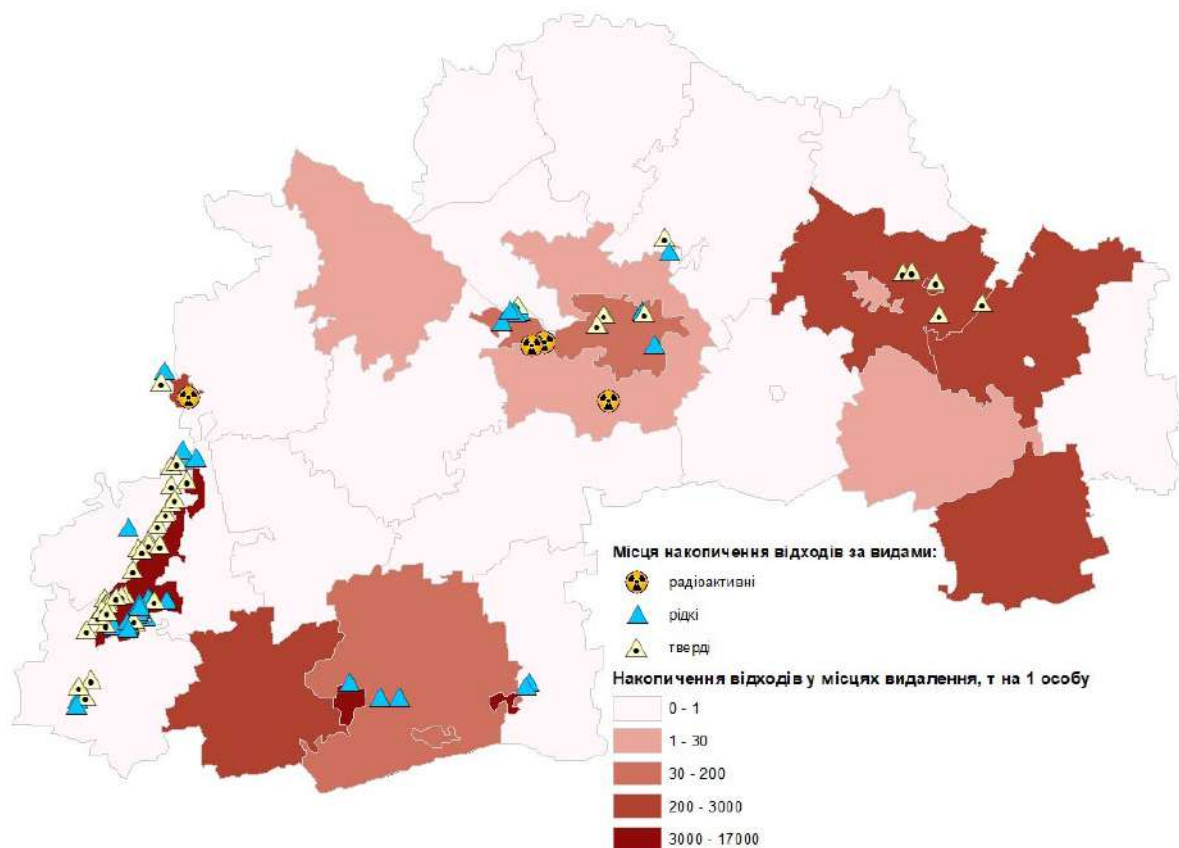 Місця накопичення відходів за видами:
радіоактивні
рідкі
тверді
Накопичення відходів у місцях видалення, т на 1 особу
0 - 1
1 - 30
30 - 200
200 - 3000
3000 - 17000